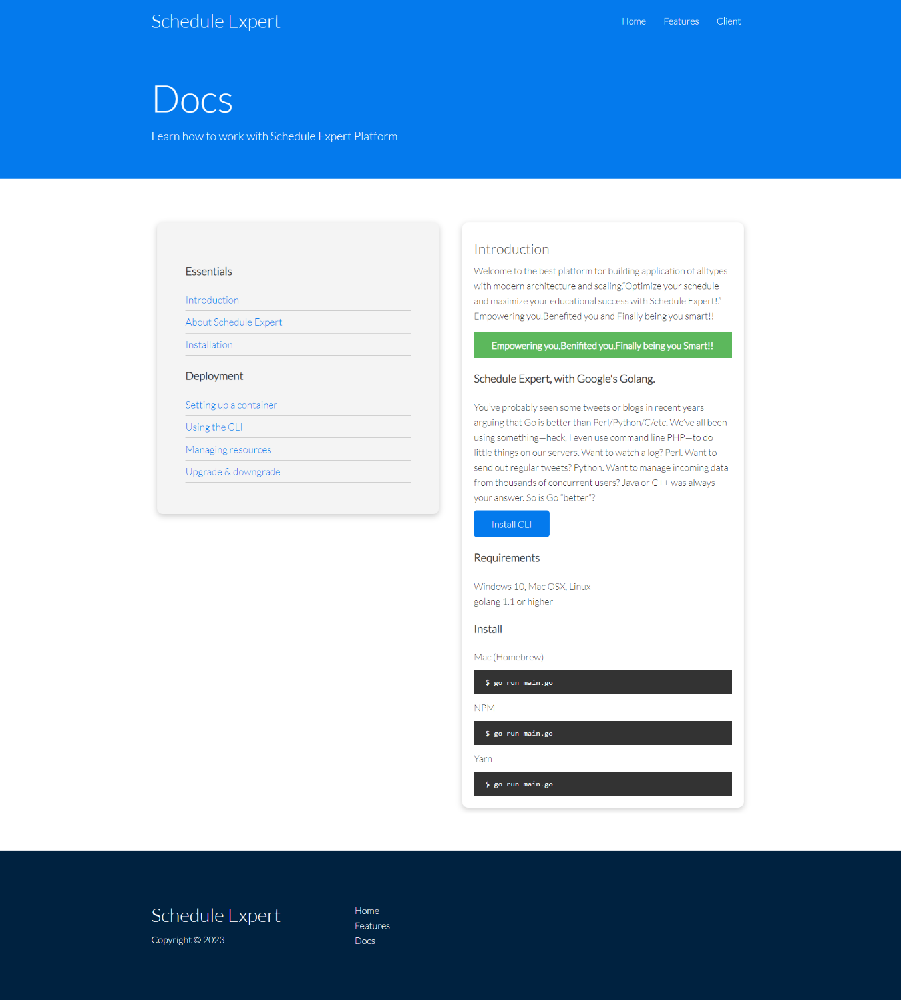 Schedule Expert
Home Features Client
Docs
Learn how to work with Schedule Expert Platform
Essentials
Introduction
About Schedule Expert
Installation
Deployment
Setting up a container
Using the CLI
Managing resources
Upgrade & downgrade
Introduction
Welcome to the best platform for building application of alltypes
with modern architecture and scaling.“Optimize your schedule
and maximize your educational success with Schedule Expert!.”
Empowering you,Benefited you and Finally being you smart!!
Empowering you,Benifited you.Finally being you Smart!!
Schedule Expert, with Google's Golang.
You’ve probably seen some tweets or blogs in recent years
arguing that Go is better than Perl/Python/C/etc. We’ve all been
using something—heck, I even use command line PHP—to do
little things on our servers. Want to watch a log? Perl. Want to
send out regular tweets? Python. Want to manage incoming data
from thousands of concurrent users? Java or C++ was always
your answer. So is Go “better”?
Install CLI
Requirements
Windows 10, Mac OSX, Linux
golang 1.1 or higher
Install
Mac (Homebrew)
$ go run main.go
NPM
$ go run main.go
Yarn
$ go run main.go
Schedule Expert
Copyright © 2023
Home
Features
Docs